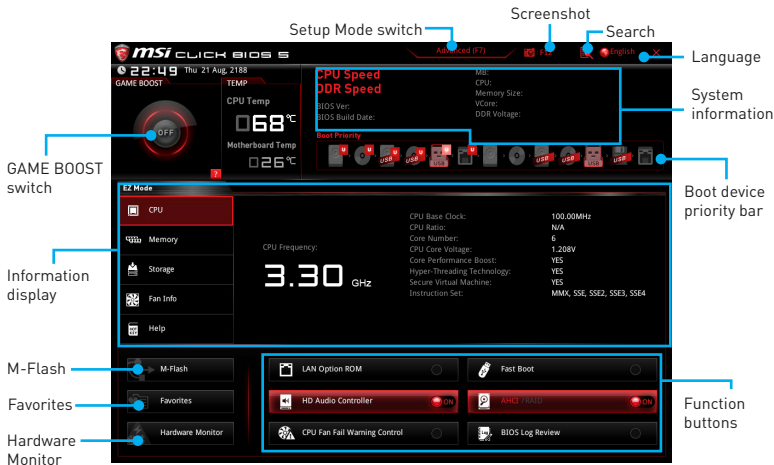 Setup Mode switch
Screenshot
Search
Language
System
information
GAME BOOST
switch
Boot device
priority bar
Information
display
M-Flash
Favorites
Hardware
Monitor
Function
buttons
msi CLICK BIOS 5
Advanced (F7)
F12
English
X
22:49 Thu 21 Aug, 2188
GAME BOOST
OFF
?
TEMP
CPU Temp
68°C
Motherboard Temp
26°C
CPU Speed
DDR Speed
BIOS Ver:
BIOS Build Date:
MB:
CPU:
Memory Size:
VCore:
DDR Voltage:
Boot Priority
U U USB USB U USB U USB USB USB USB
EZ Mode
CPU
Memory
Storage
Fan Info
Help
CPU Frequency:
3.30 GHz
CPU Base Clock: 100.00MHz
CPU Ratio: N/A
Core Number: 6
CPU Core Voltage: 1.208V
Core Performance Boost: YES
Hyper-Threading Technology: YES
Secure Virtual Machine: YES
Instruction Set: MMX, SSE, SSE2, SSE3, SSE4
M-Flash
Favorites
Hardware Monitor
LAN Option ROM
Fast Boot
HD Audio Controller ON
AHCI /RAID ON
CPU Fan Fail Warning Control
BIOS Log Review